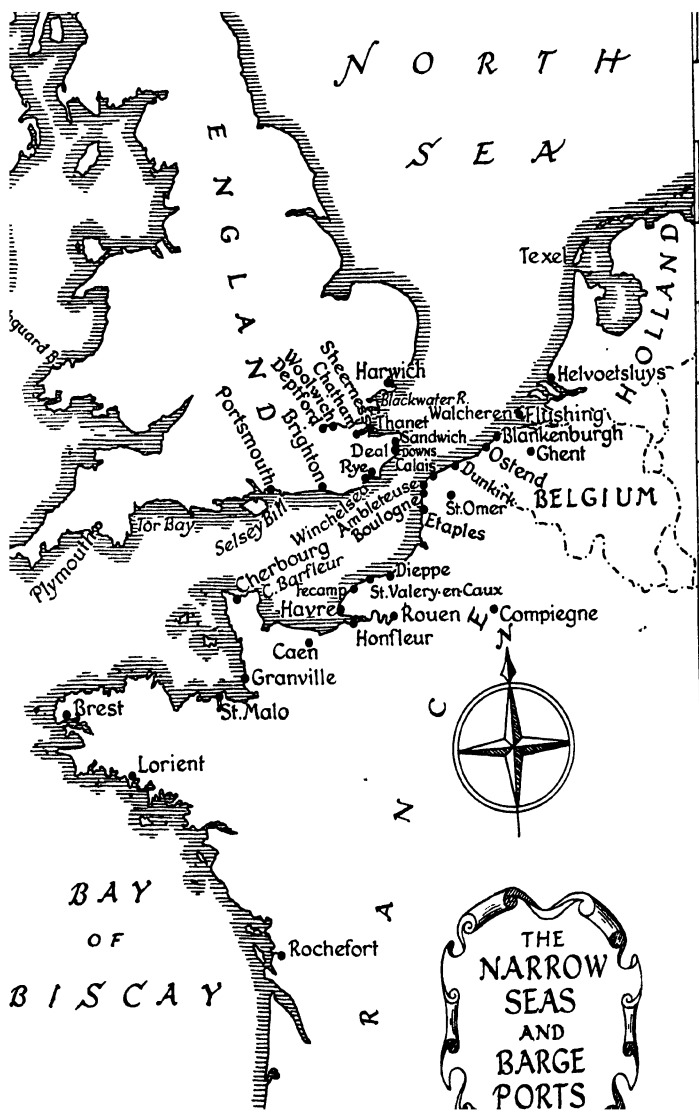 NORTH
SEA
ENGLAND
HOLLAND
Texel
Helvoetsluys
Harwich
Blackwater R.
Sheerness
Chatham
Woolwich
Deptford
Brighton
Portsmouth
Walcheren
Flushing
Thanet
Sandwich
Deal
DOWNS
Blankenburgh
Ghent
Ostend
Dunkirk
BELGIUM
Rye
Calais
Winchelsea
Ambleteuse
Boulogne
St.Omer
Etaples
Selsey Bill
Tor Bay
Plymouth
Cherbourg
C. Barfleur
Fecamp
Dieppe
St.Valery-en-Caux
Havre
Rouen
Compiegne
Honfleur
Caen
Granville
St.Malo
Brest
Lorient
N
RANCE
BAY
OF
BISCAY
Rochefort
THE
NARROW
SEAS
AND
BARGE
PORTS